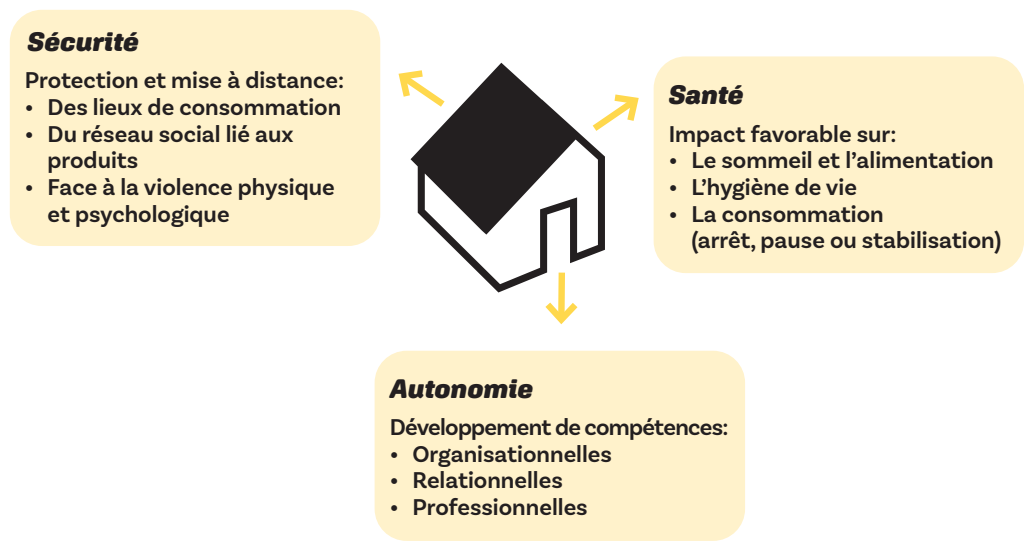 Sécurité
Protection et mise à distance:
• Des lieux de consommation
• Du réseau social lié aux
produits
• Face à la violence physique
et psychologique
Santé
Impact favorable sur:
• Le sommeil et l’alimentation
• L’hygiène de vie
• La consommation
(arrêt, pause ou stabilisation)
Autonomie
Développement de compétences:
• Organisationnelles
• Relationnelles
• Professionnelles